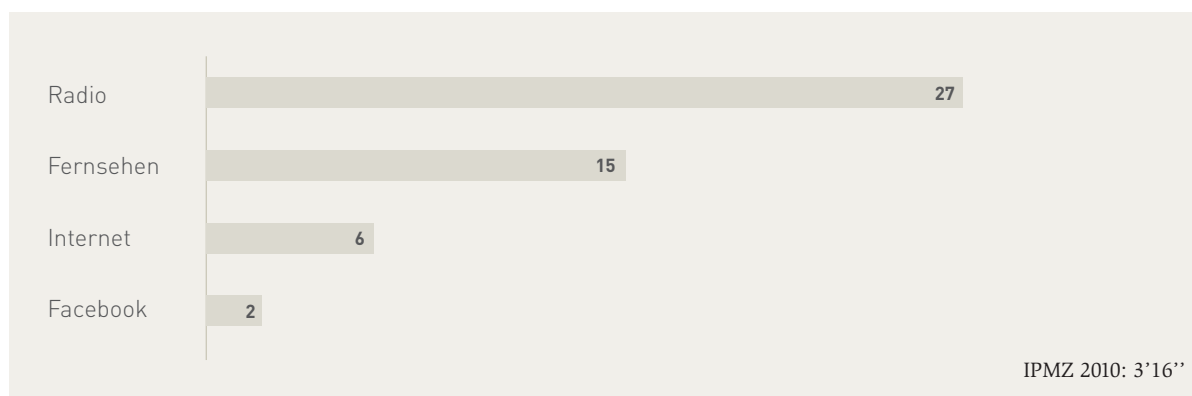 Radio 27
Fernsehen 15
Internet 6
Facebook 2
IPMZ 2010: 3’16’’